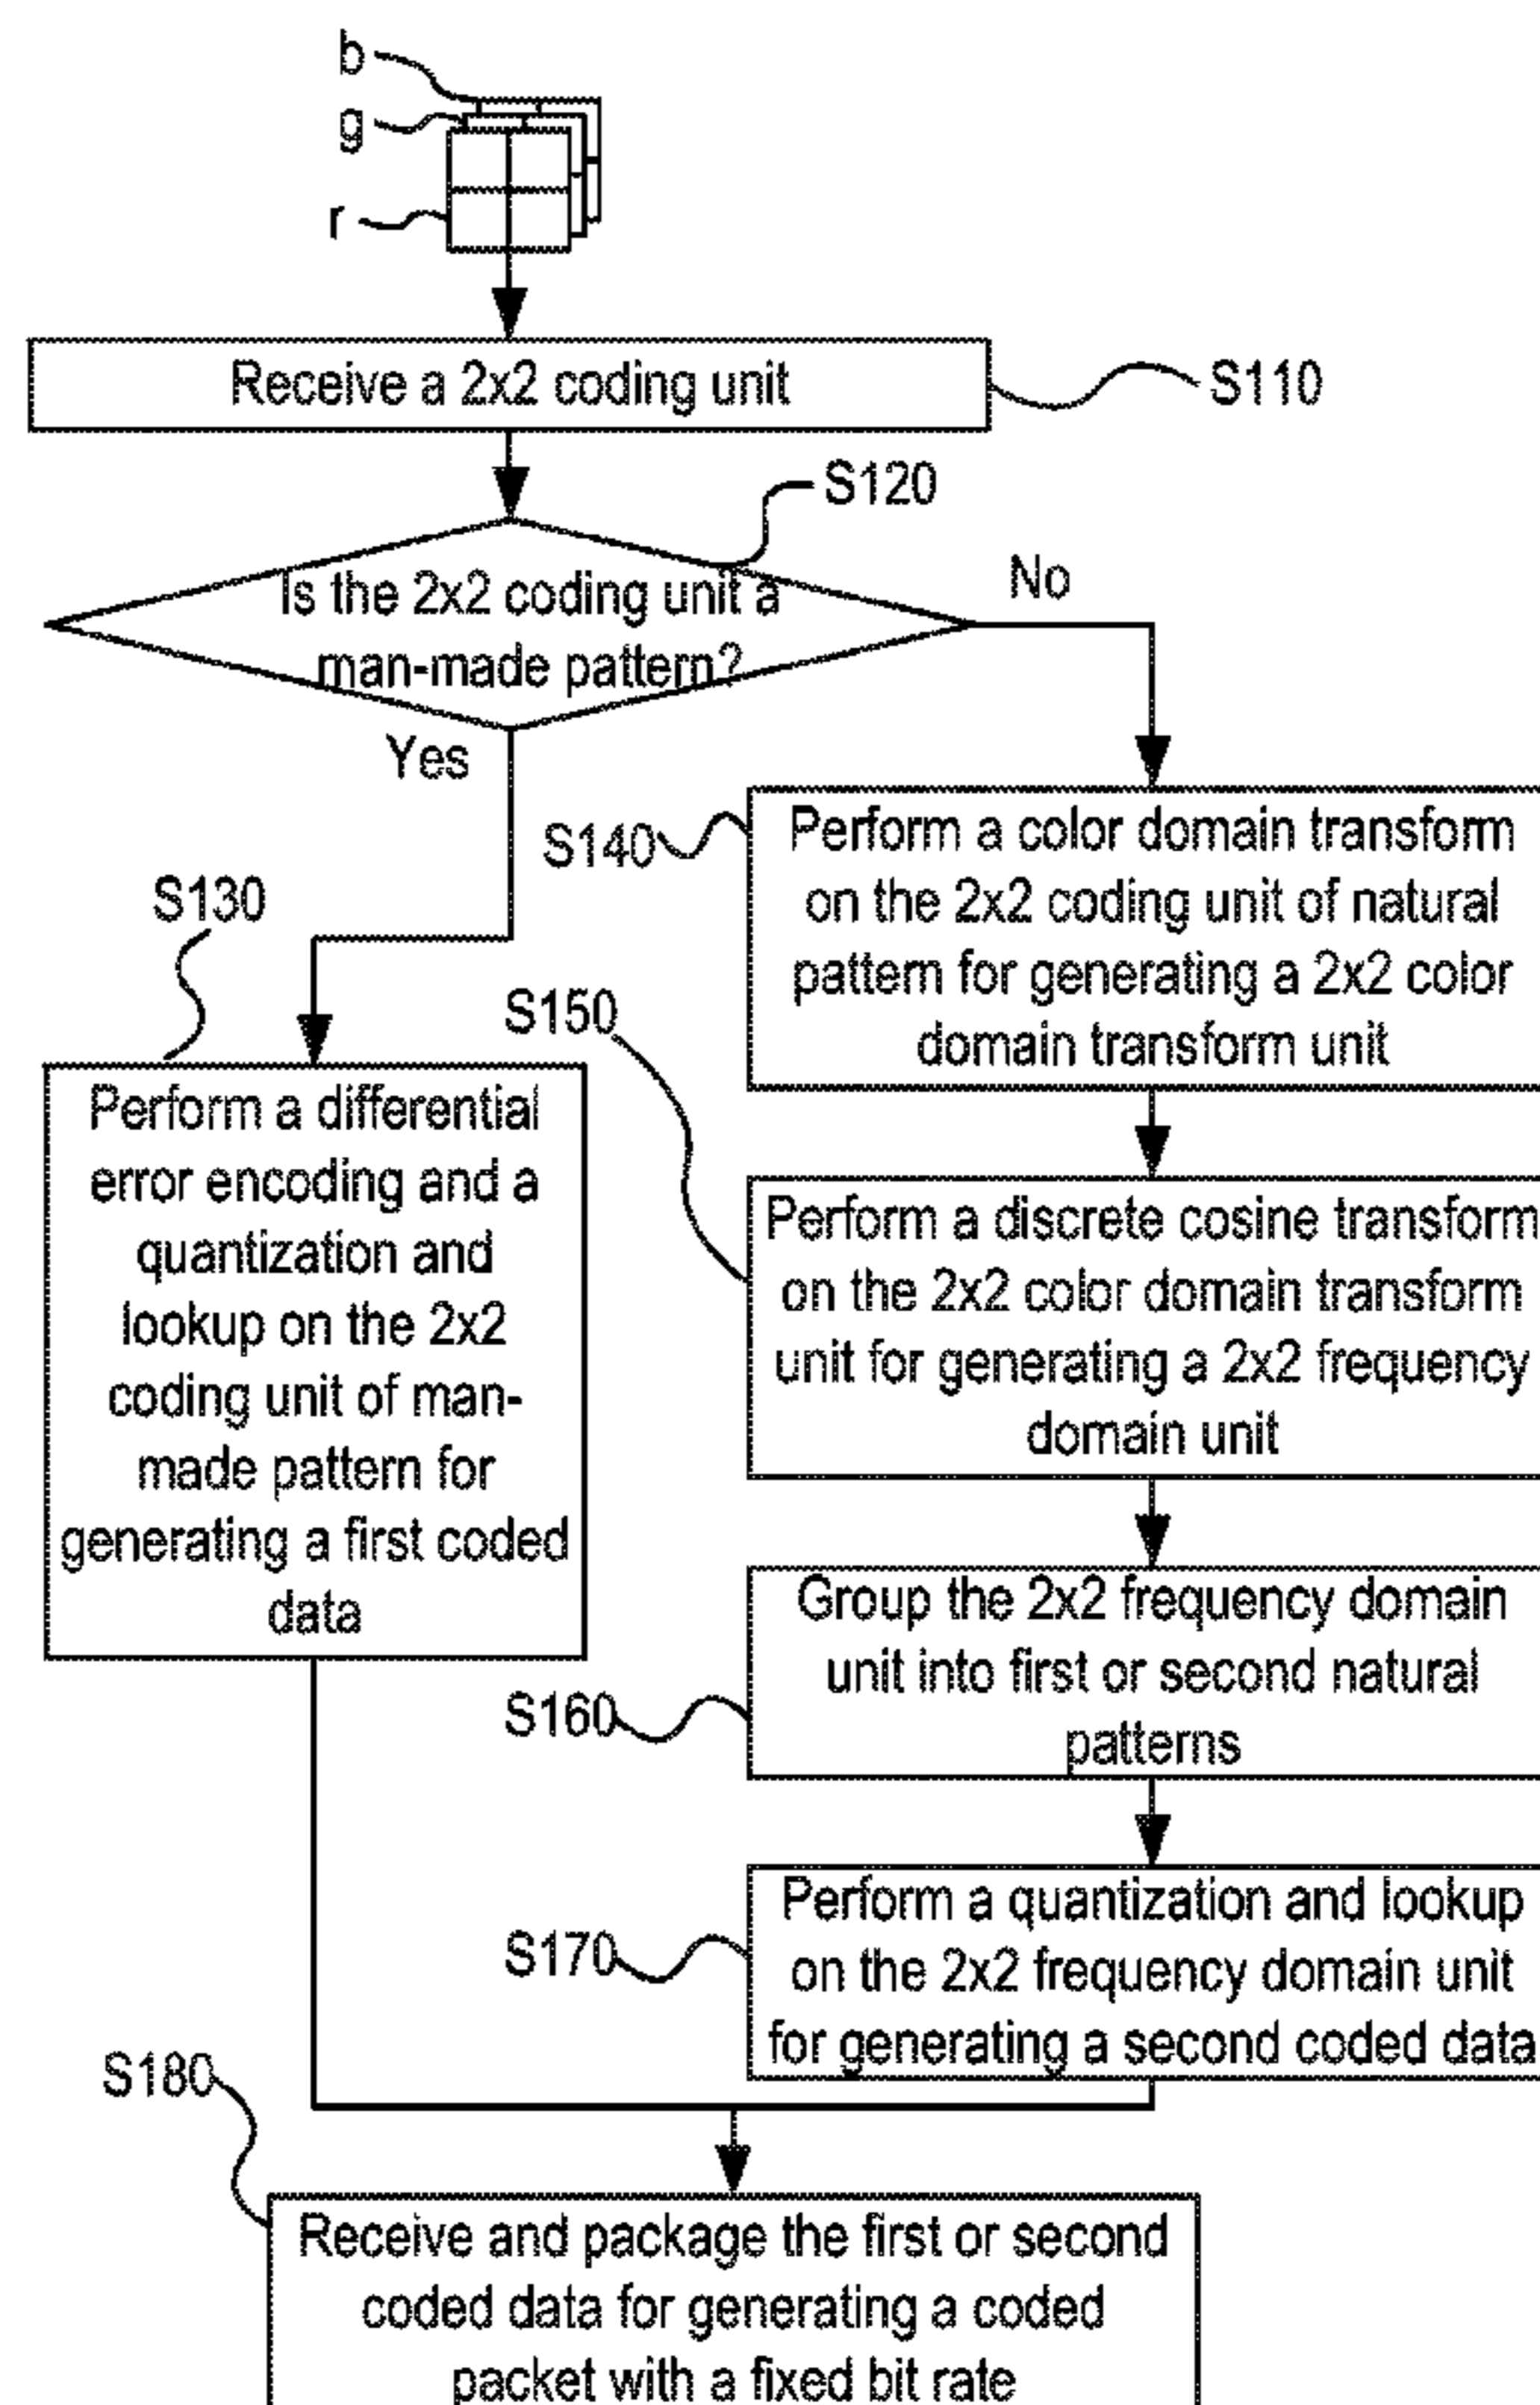 b
g
r
Receive a 2x2 coding unit
S110
S120
Is the 2x2 coding unit a
man-made pattern?
No
Yes
S140
Perform a color domain transform
on the 2x2 coding unit of natural
pattern for generating a 2x2 color
domain transform unit
S130
Perform a differential
error encoding and a
quantization and
lookup on the 2x2
coding unit of man-
made pattern for
generating a first coded
data
S150
Perform a discrete cosine transform
on the 2x2 color domain transform
unit for generating a 2x2 frequency
domain unit
S160
Group the 2x2 frequency domain
unit into first or second natural
patterns
S170
Perform a quantization and lookup
on the 2x2 frequency domain unit
for generating a second coded data
S180
Receive and package the first or second
coded data for generating a coded
packet with a fixed bit rate